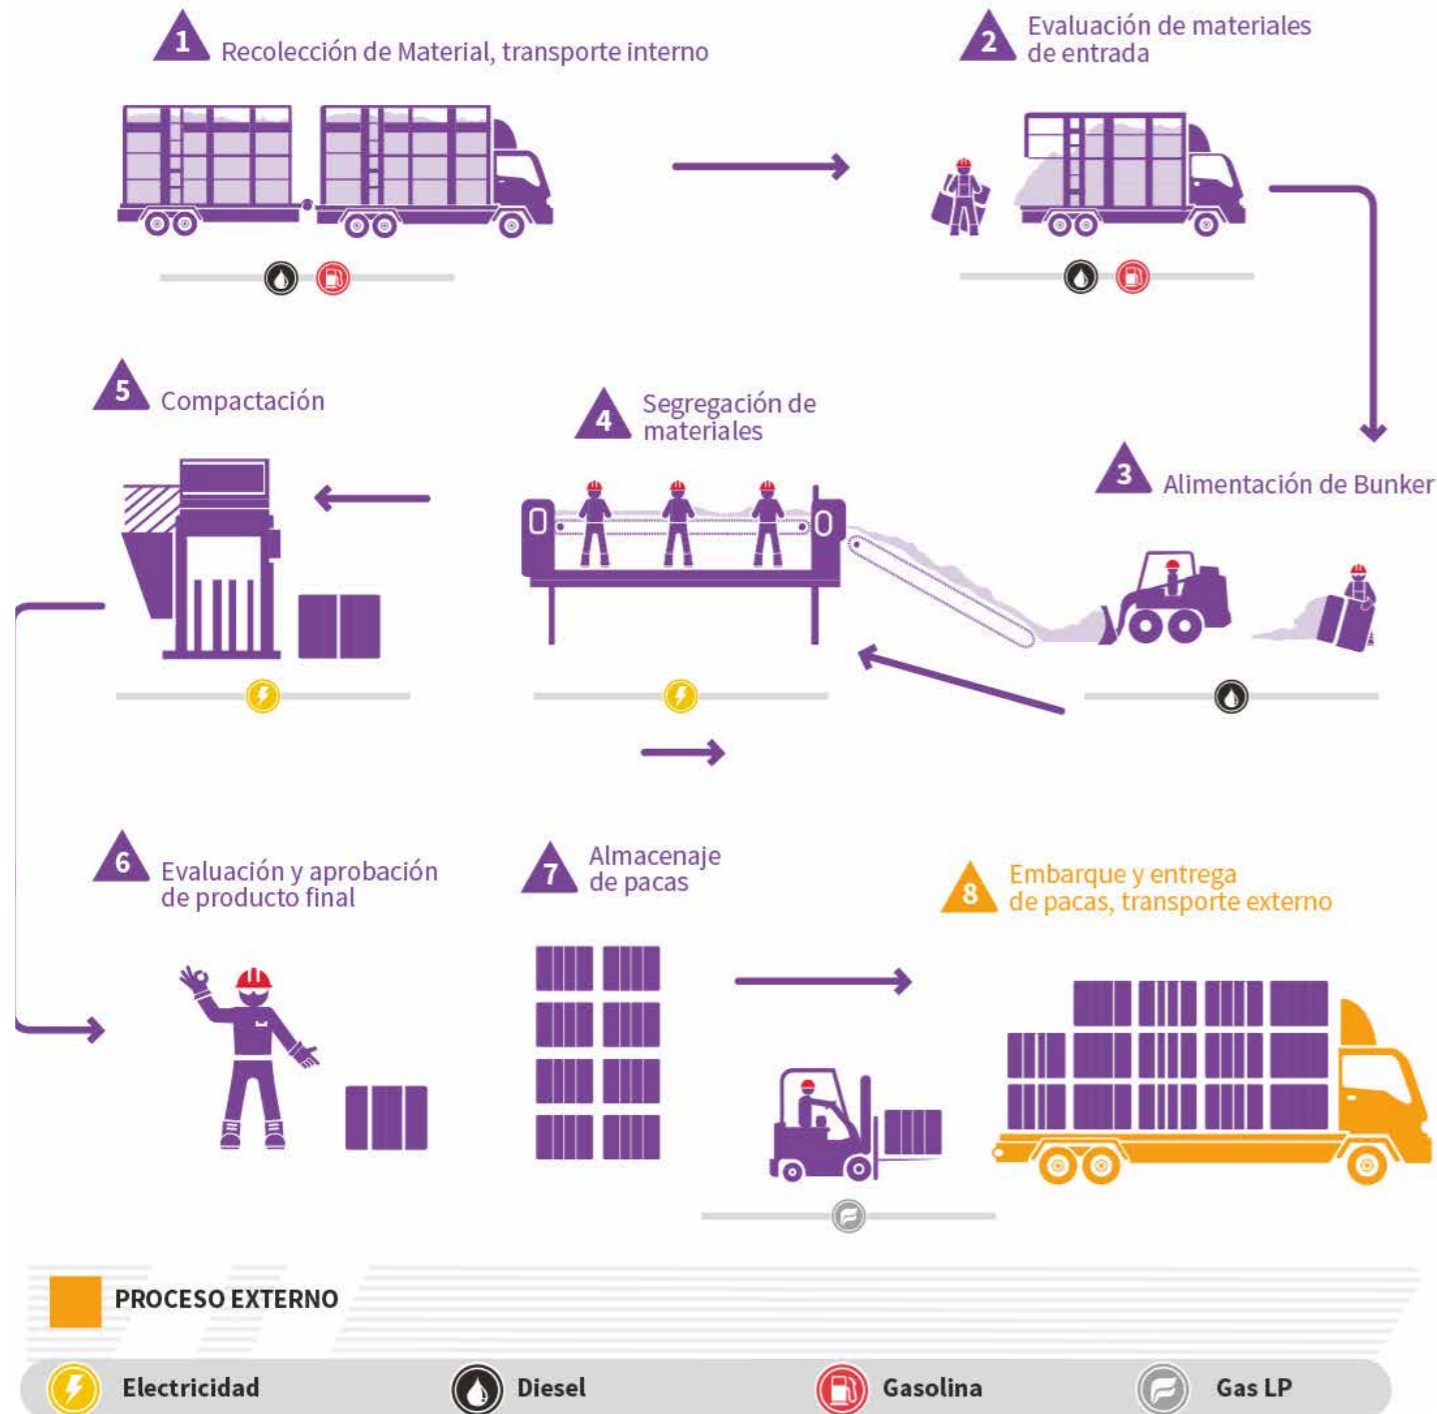 1
Recolección de Material, transporte interno
2
Evaluación de materiales
de entrada
3
Alimentación de Bunker
4
Segregación de
materiales
5
Compactación
6
Evaluación y aprobación
de producto final
7
Almacenaje
de pacas
8
Embarque y entrega
de pacas, transporte externo
PROCESO EXTERNO
Electricidad
Diesel
Gasolina
Gas LP